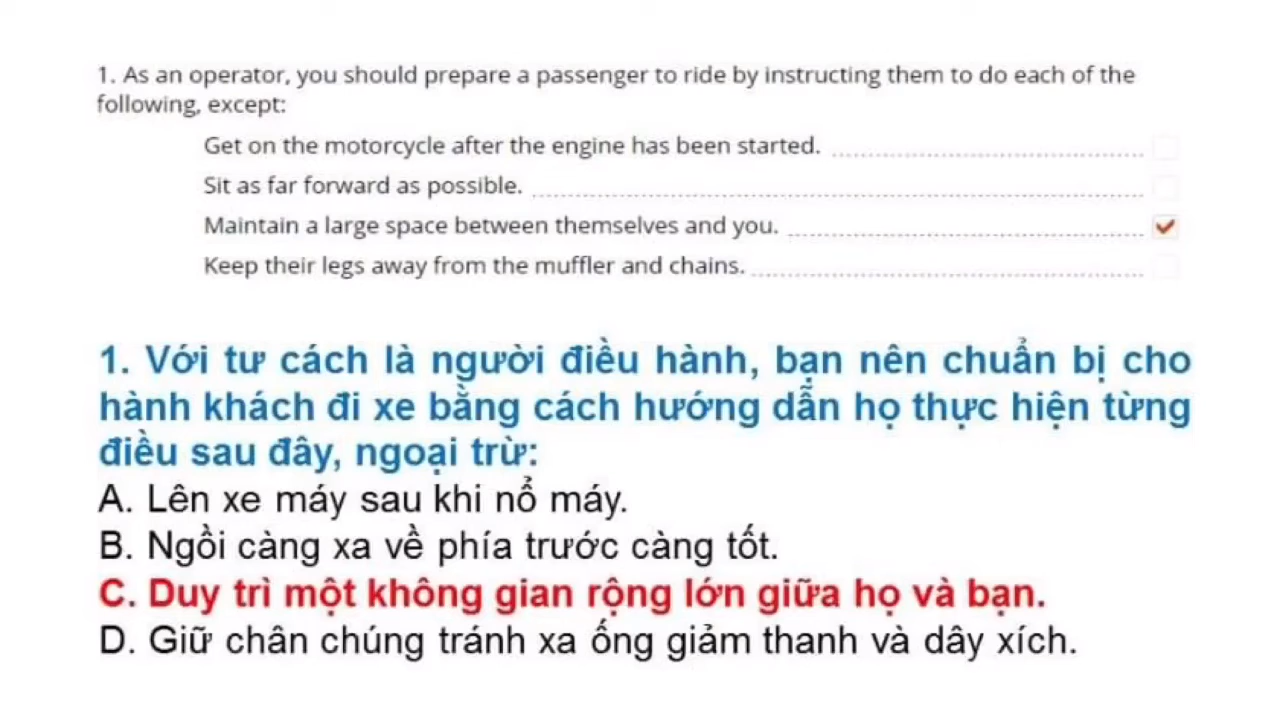 1. As an operator, you should prepare a passenger to ride by instructing them to do each of the
following, except:
Get on the motorcycle after the engine has been started.
Sit as far forward as possible.
Maintain a large space between themselves and you.
Keep their legs away from the muffler and chains.
1. Với tư cách là người điều hành, bạn nên chuẩn bị cho
hành khách đi xe bằng cách hướng dẫn họ thực hiện từng
điều sau đây, ngoại trừ:
A. Lên xe máy sau khi nổ máy.
B. Ngồi càng xa về phía trước càng tốt.
C. Duy trì một không gian rộng lớn giữa họ và bạn.
D. Giữ chân chúng tránh xa ống giảm thanh và dây xích.